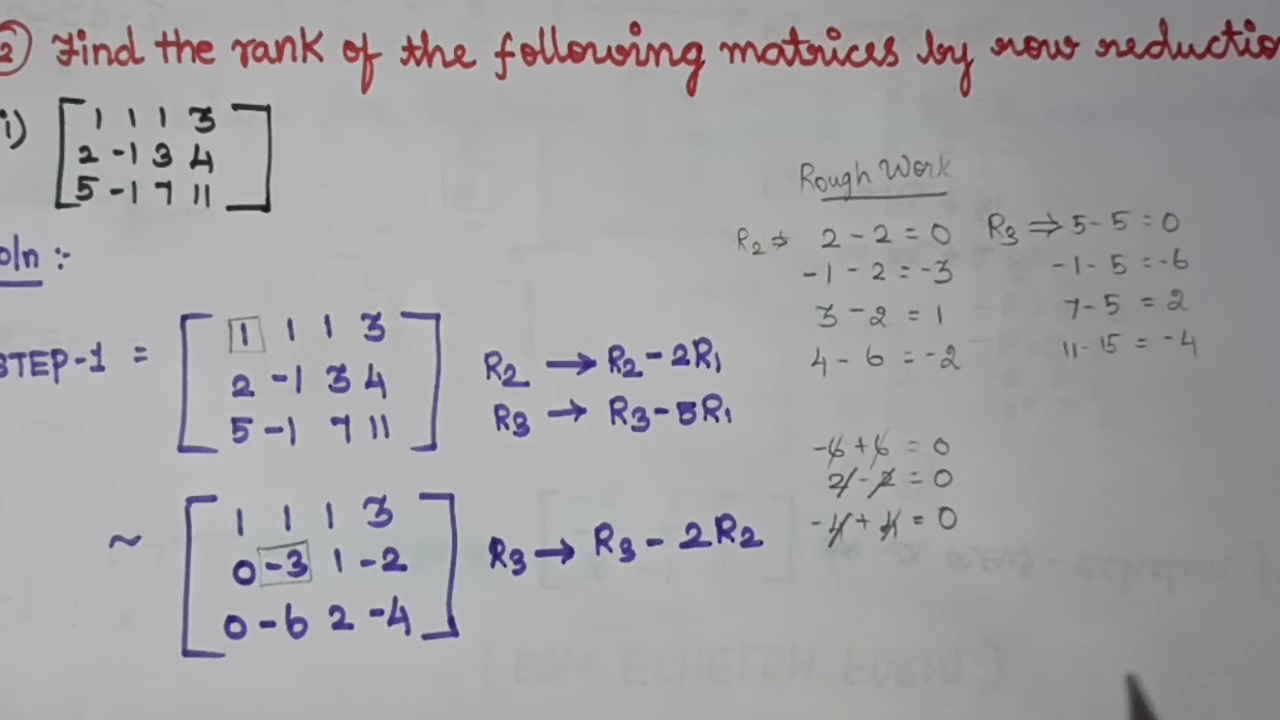 2) Find the rank of the following matrices by row reductio
i) [ 1 1 1 3
2 -1 3 4
5 -1 7 11 ]
Rough Work
R2 ⇒ 2 - 2 = 0
-1 - 2 = -3
3 - 2 = 1
4 - 6 = -2
R3 ⇒ 5 - 5 = 0
-1 - 5 = -6
7 - 5 = 2
11 - 15 = -4
oln :-
STEP-1 = [ 1 1 1 3
2 -1 3 4
5 -1 7 11 ]
R2 → R2 - 2R1
R3 → R3 - 5R1
-6 + 6 = 0
2 - 2 = 0
-4 + 4 = 0
~ [ 1 1 1 3
0 -3 1 -2
0 -6 2 -4 ]
R3 → R3 - 2R2